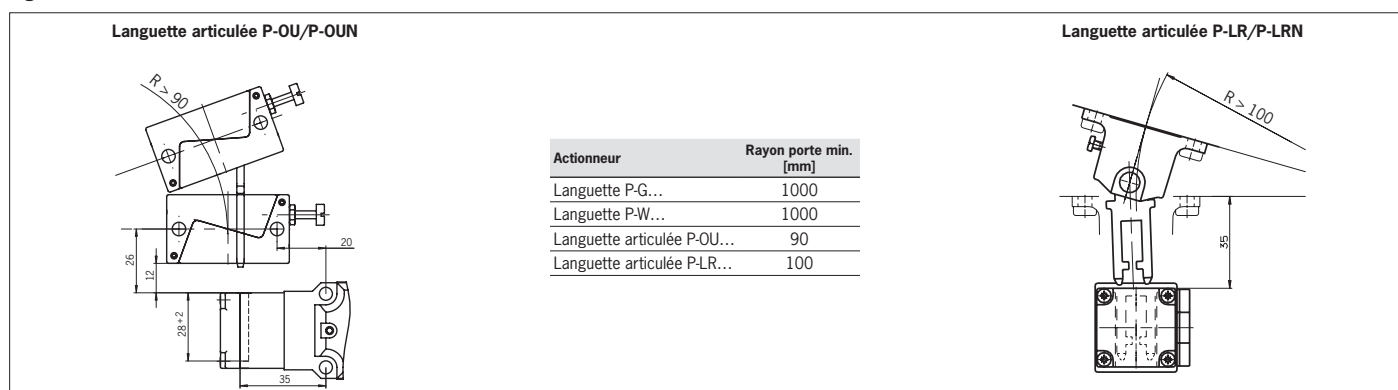 Languette articulée P-OU/P-OUN
R > 90
20
26
12
28+2
35
Actionneur Rayon porte min.
[mm]
Languette P-G… 1000
Languette P-W… 1000
Languette articulée P-OU… 90
Languette articulée P-LR… 100
Languette articulée P-LR/P-LRN
R > 100
35